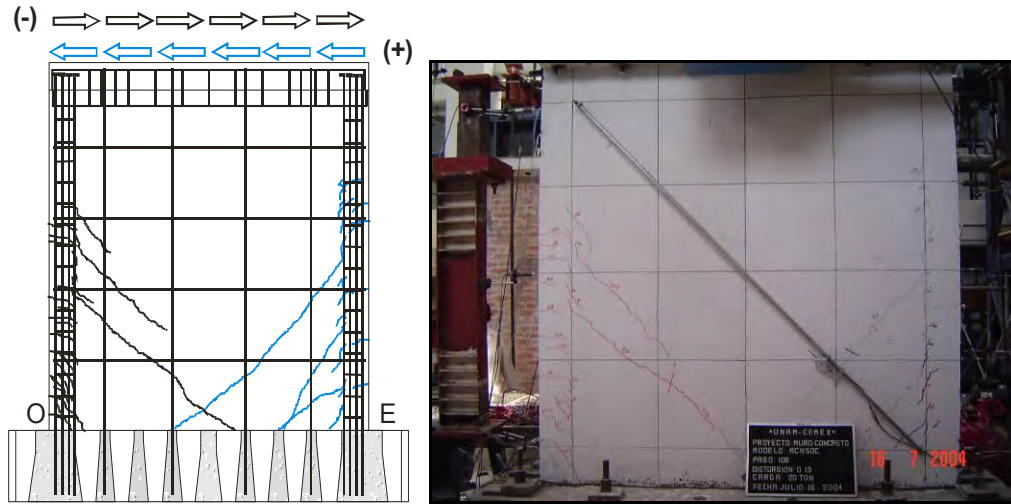 (-)
(+)
O
E
*UNAM-CEMEX*
PROYECTO MURO:CONCRETO
MODELO MCNSOC
PASO 108
DISTORSION 0.13
CARGA 20 TON
FECHA JULIO-16 2004
16 7 2004